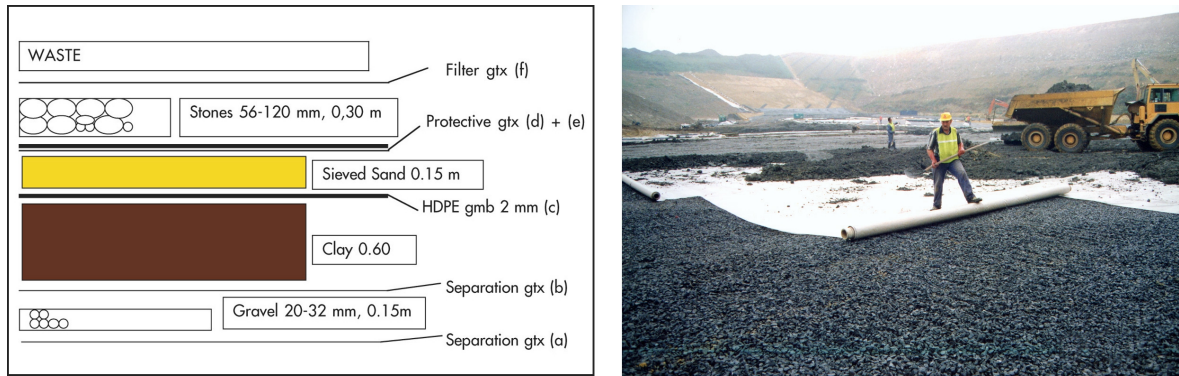 WASTE
Filter gtx (f)
Stones 56-120 mm, 0,30 m
Protective gtx (d) + (e)
Sieved Sand 0.15 m
HDPE gmb 2 mm (c)
Clay 0.60
Separation gtx (b)
Gravel 20-32 mm, 0.15m
Separation gtx (a)